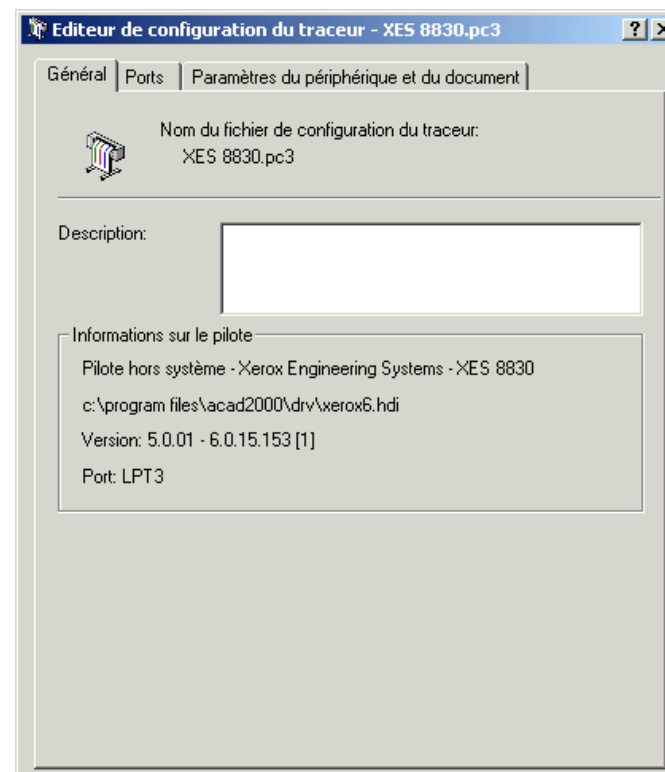 Editeur de configuration du traceur - XES 8830.pc3
Général Ports Paramètres du périphérique et du document
Nom du fichier de configuration du traceur:
XES 8830.pc3
Description:
Informations sur le pilote
Pilote hors système - Xerox Engineering Systems - XES 8830
c:\program files\acad2000\drv\xerox6.hdi
Version: 5.0.01 - 6.0.15.153 [1]
Port: LPT3